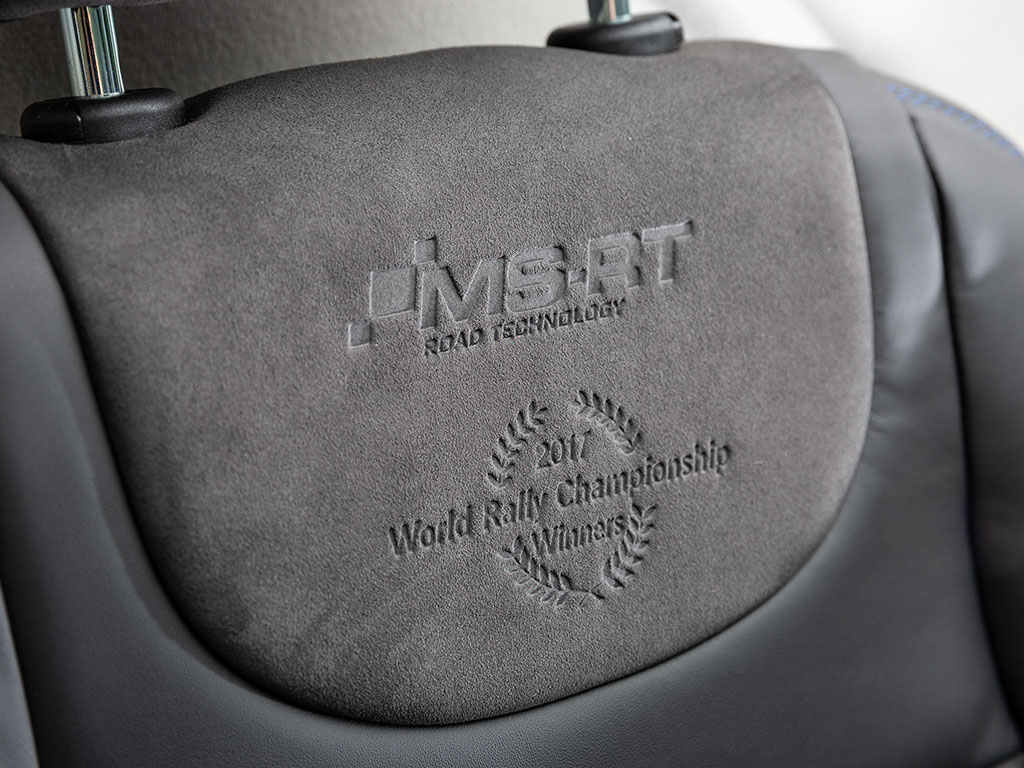 MS-RT
ROAD TECHNOLOGY
2017
World Rally Championship
Winners